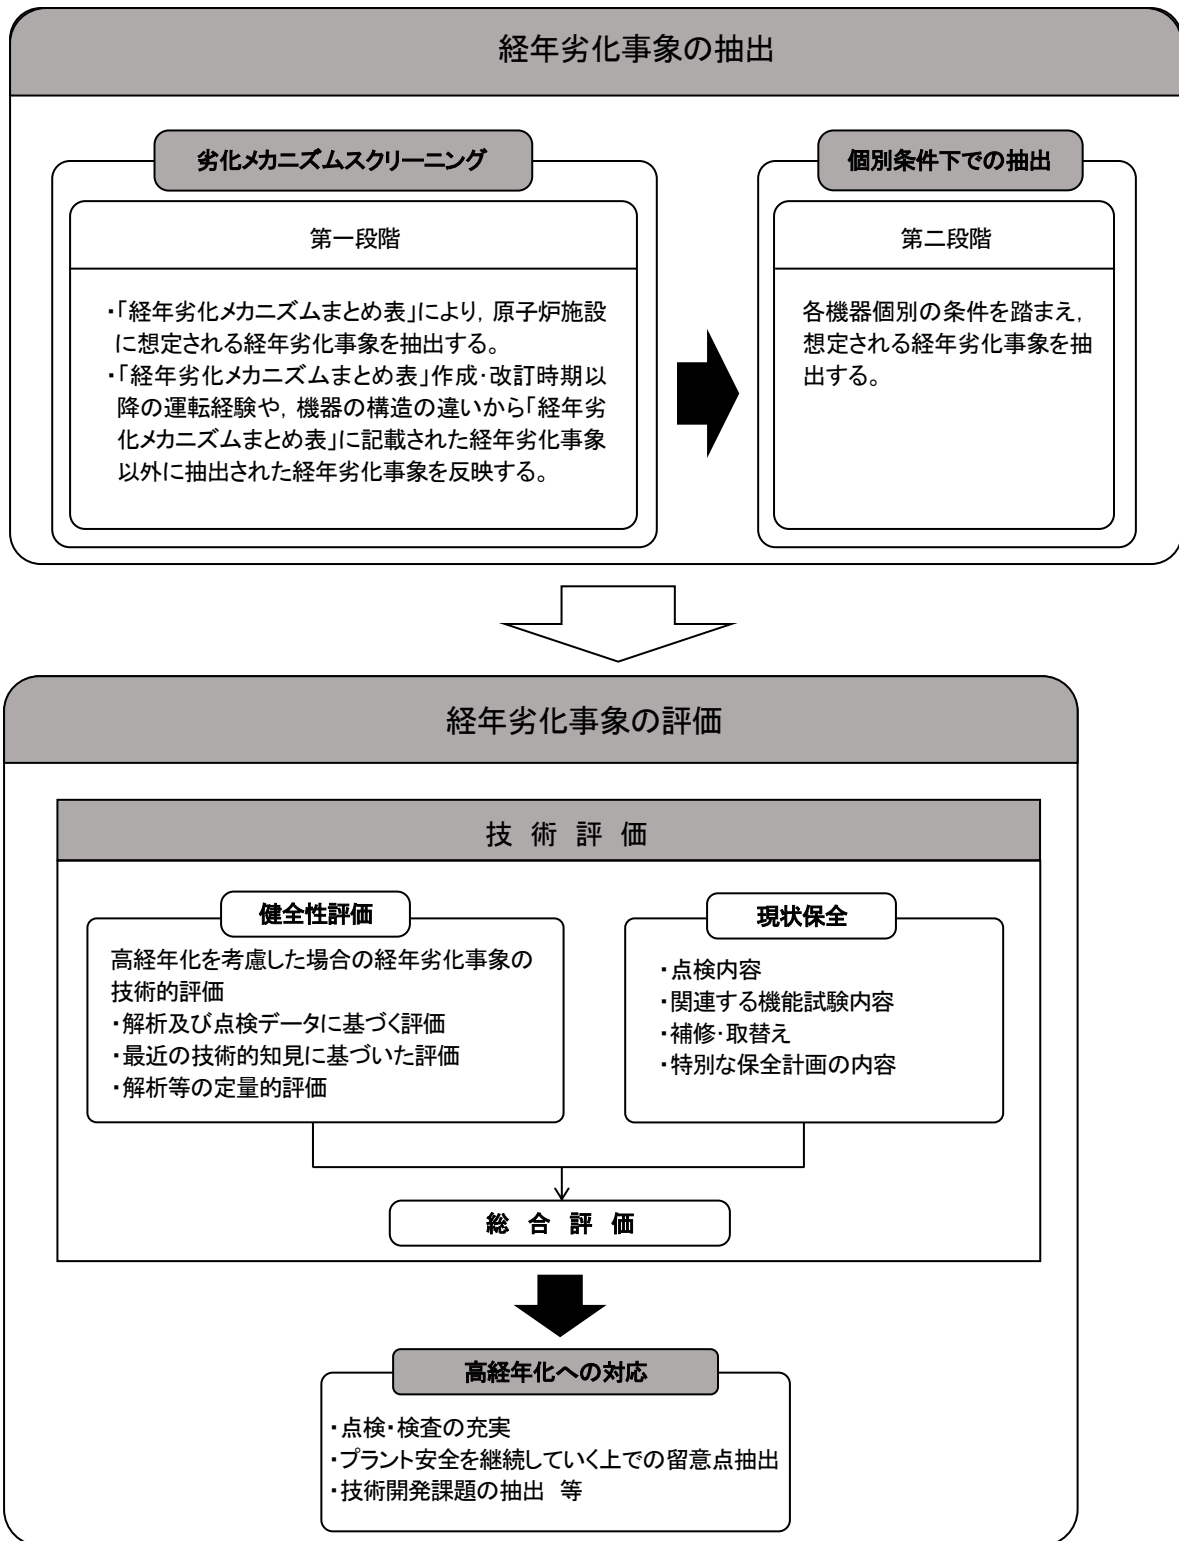 経年劣化事象の抽出
劣化メカニズムスクリーニング
第一段階
・「経年劣化メカニズムまとめ表」により, 原子炉施設
に想定される経年劣化事象を抽出する。
・「経年劣化メカニズムまとめ表」作成・改訂時期以
降の運転経験や, 機器の構造の違いから「経年劣
化メカニズムまとめ表」に記載された経年劣化事象
以外に抽出された経年劣化事象を反映する。
個別条件下での抽出
第二段階
各機器個別の条件を踏まえ,
想定される経年劣化事象を抽
出する。
経年劣化事象の評価
技 術 評 価
健全性評価
高経年化を考慮した場合の経年劣化事象の
技術的評価
・解析及び点検データに基づく評価
・最近の技術的知見に基づいた評価
・解析等の定量的評価
現状保全
・点検内容
・関連する機能試験内容
・補修・取替え
・特別な保全計画の内容
総 合 評 価
高経年化への対応
・点検・検査の充実
・プラント安全を継続していく上での留意点抽出
・技術開発課題の抽出 等